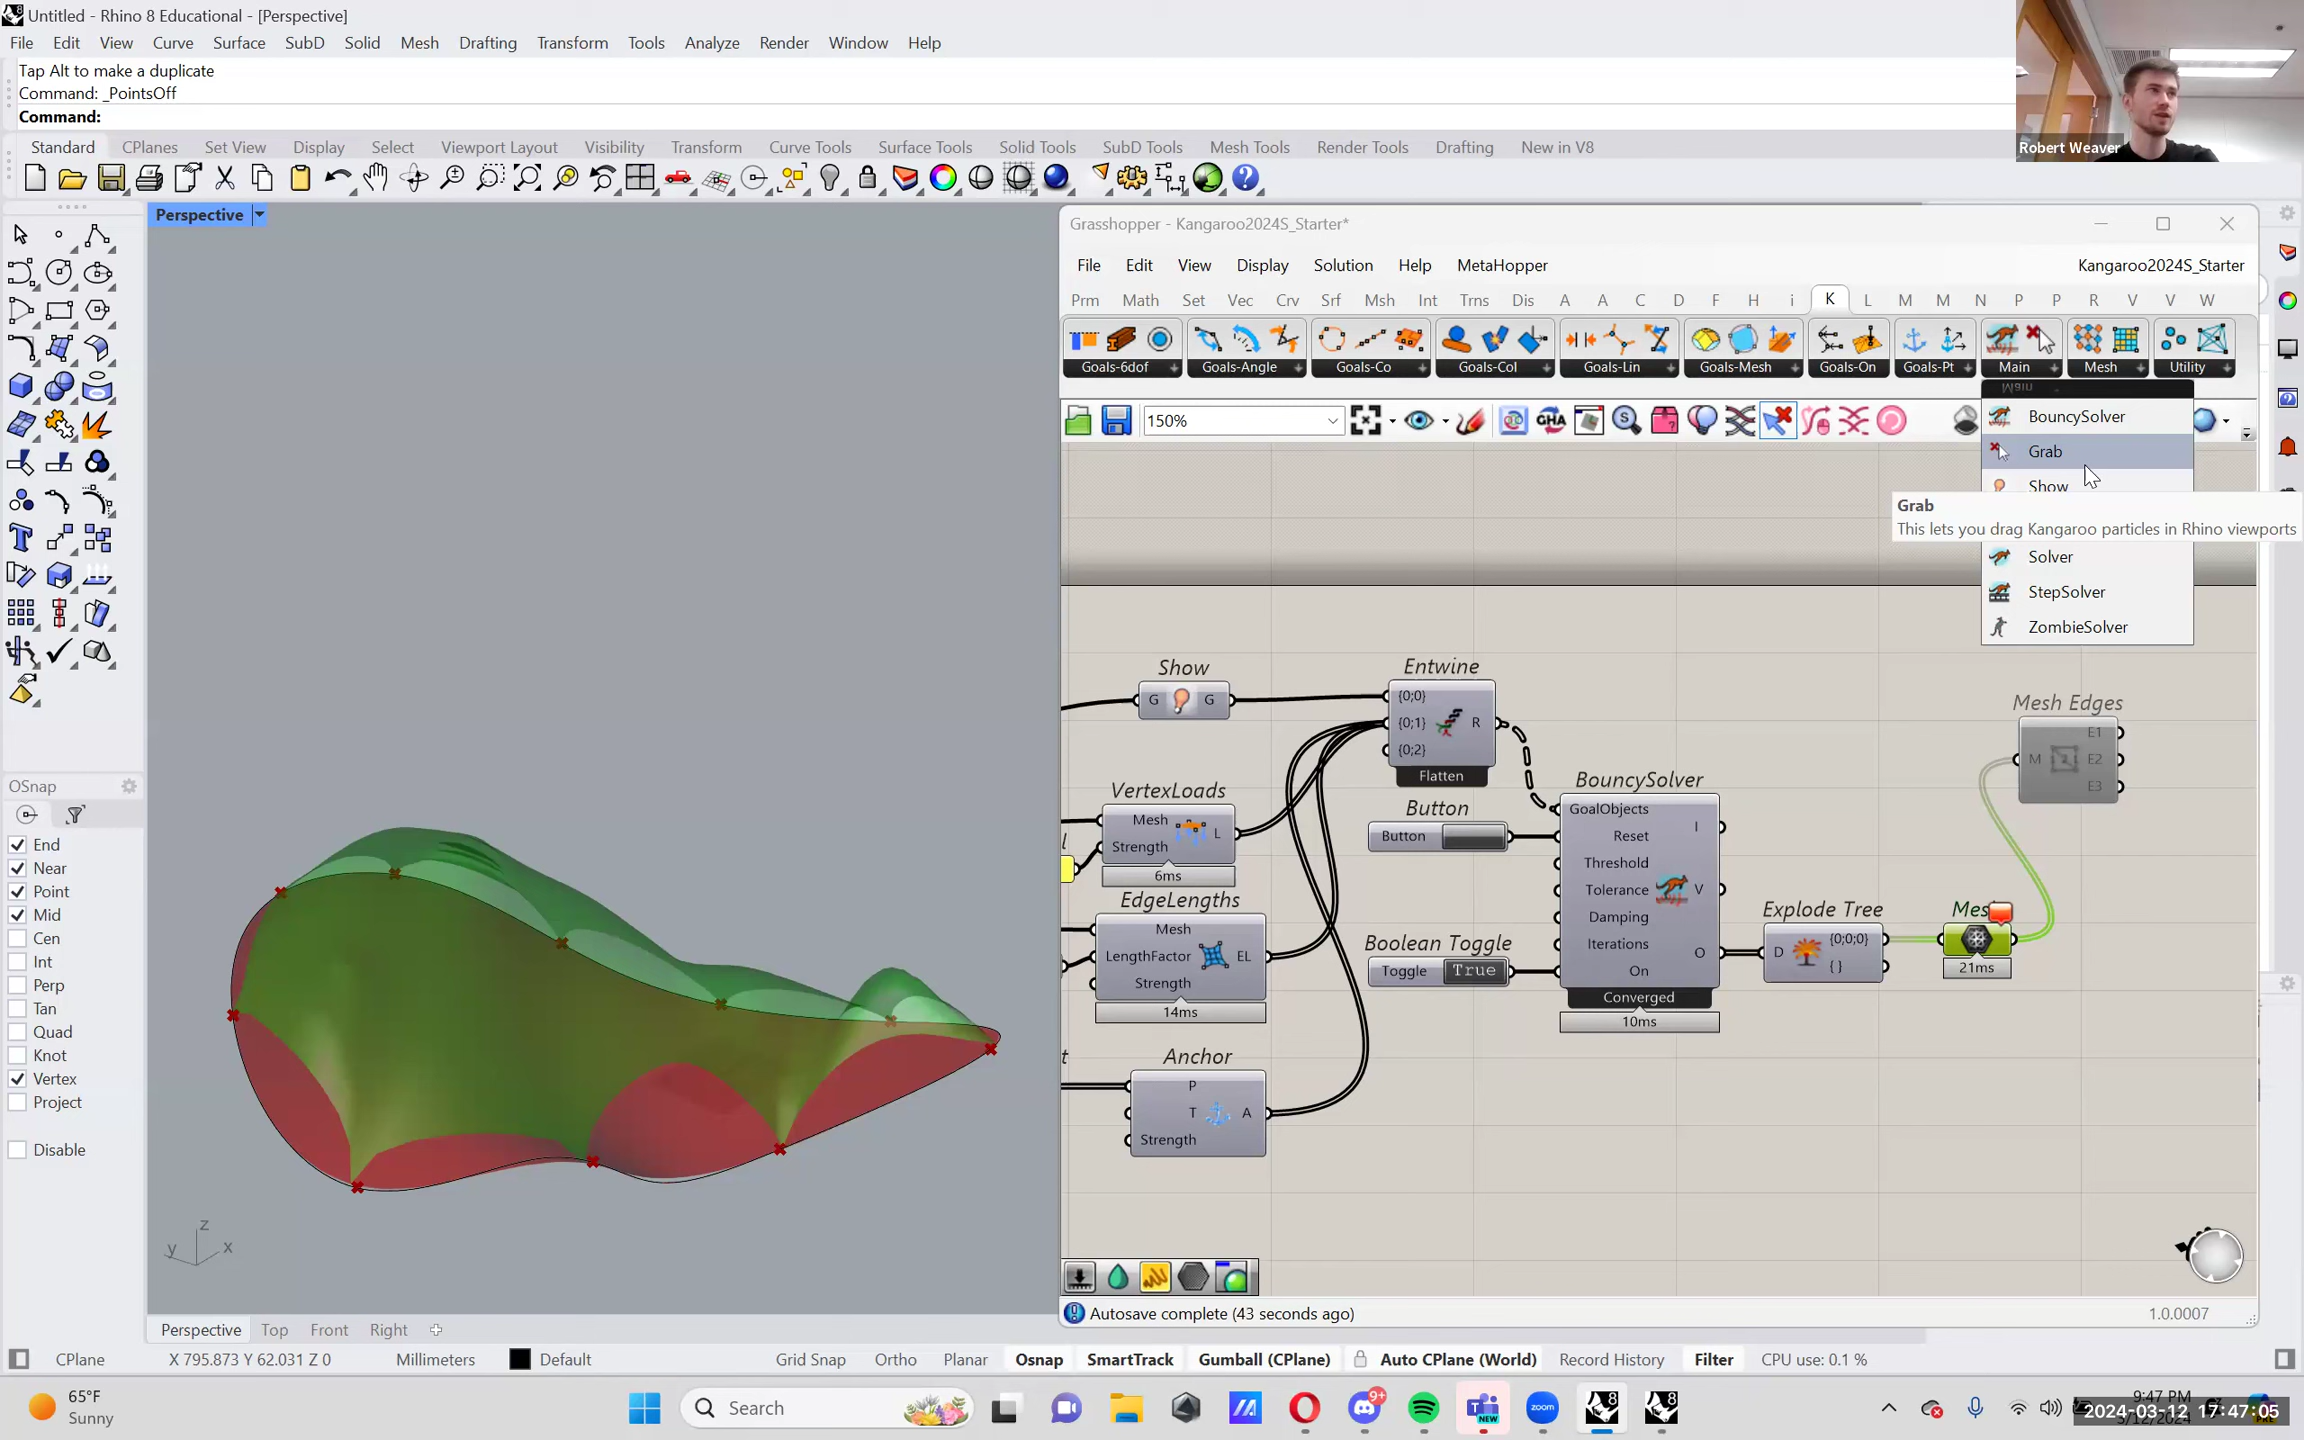 Untitled - Rhino 8 Educational - [Perspective]
File Edit View Curve Surface SubD Solid Mesh Drafting Transform Tools Analyze Render Window Help
Tap Alt to make a duplicate
Command: _PointsOff
Command:
Standard CPlanes Set View Display Select Viewport Layout Visibility Transform Curve Tools Surface Tools Solid Tools SubD Tools Mesh Tools Render Tools Drafting New in V8
Robert Weaver
Perspective
Grasshopper - Kangaroo2024S_Starter*
File Edit View Display Solution Help MetaHopper
Kangaroo2024S_Starter
Prm Math Set Vec Crv Srf Msh Int Trns Dis A A C D F H i K L M M N P P R V V W
Goals-6dof Goals-Angle Goals-Co Goals-Col Goals-Lin Goals-Mesh Goals-On Goals-Pt Main Mesh Utility
Main
150%
GHA
BouncySolver
Grab
Show
Grab
This lets you drag Kangaroo particles in Rhino viewports
Solver
StepSolver
ZombieSolver
Show
G G
Entwine
{0;0}
{0;1} R
{0;2}
Flatten
VertexLoads
Mesh
Strength
L
6ms
EdgeLengths
Mesh
LengthFactor EL
Strength
14ms
Anchor
P
T A
Strength
Button
Button
Boolean Toggle
Toggle True
BouncySolver
GoalObjects
Reset
Threshold
Tolerance
Damping
Iterations
On
I
V
O
Converged
10ms
Explode Tree
D {0;0;0}
{ }
Mes
21ms
Mesh Edges
M
E1
E2
E3
OSnap
End
Near
Point
Mid
Cen
Int
Perp
Tan
Quad
Knot
Vertex
Project
Disable
z
y x
Autosave complete (43 seconds ago)
1.0.0007
Perspective Top Front Right
CPlane X 795.873 Y 62.031 Z 0 Millimeters Default Grid Snap Ortho Planar Osnap SmartTrack Gumball (CPlane) Auto CPlane (World) Record History Filter CPU use: 0.1 %
65°F
Sunny
Search
9+
NEW
zoom
8
9:47 PM
2024-03-12 17:47:05